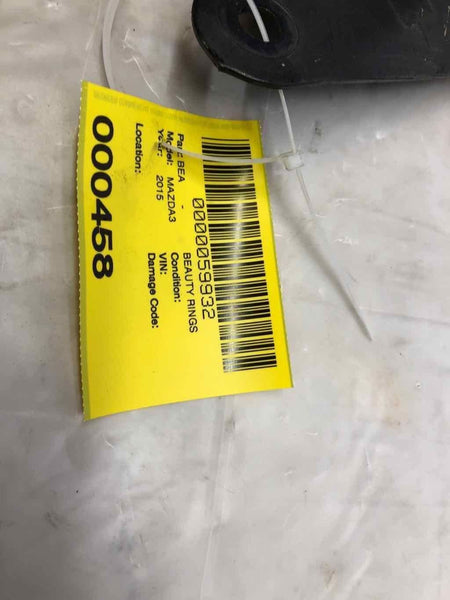 0000059932
Part: BEA - BEAUTY RINGS
Model: MAZDA3 Condition:
Year: 2015 VIN:
Damage Code:
Location:
000458